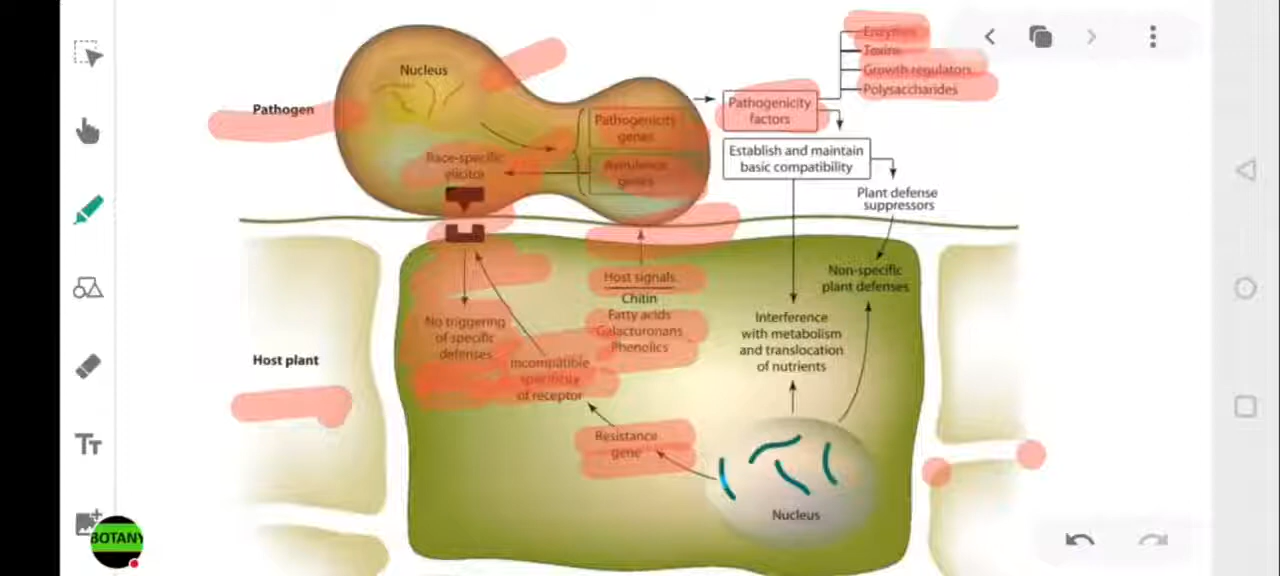 Nucleus
Pathogen
Pathogenicity
genes
Avirulence
genes
Race-specific
elicitor
Enzymes
Toxins
Growth regulators
Polysaccharides
Pathogenicity
factors
Establish and maintain
basic compatibility
Plant defense
suppressors
Host signals
Chitin
Fatty acids
Galacturonans
Phenolics
Non-specific
plant defenses
No triggering
of specific
defenses
Interference
with metabolism
and translocation
of nutrients
Incompatible
specificity
of receptor
Host plant
Resistance
gene
Nucleus
TT
BOTANY